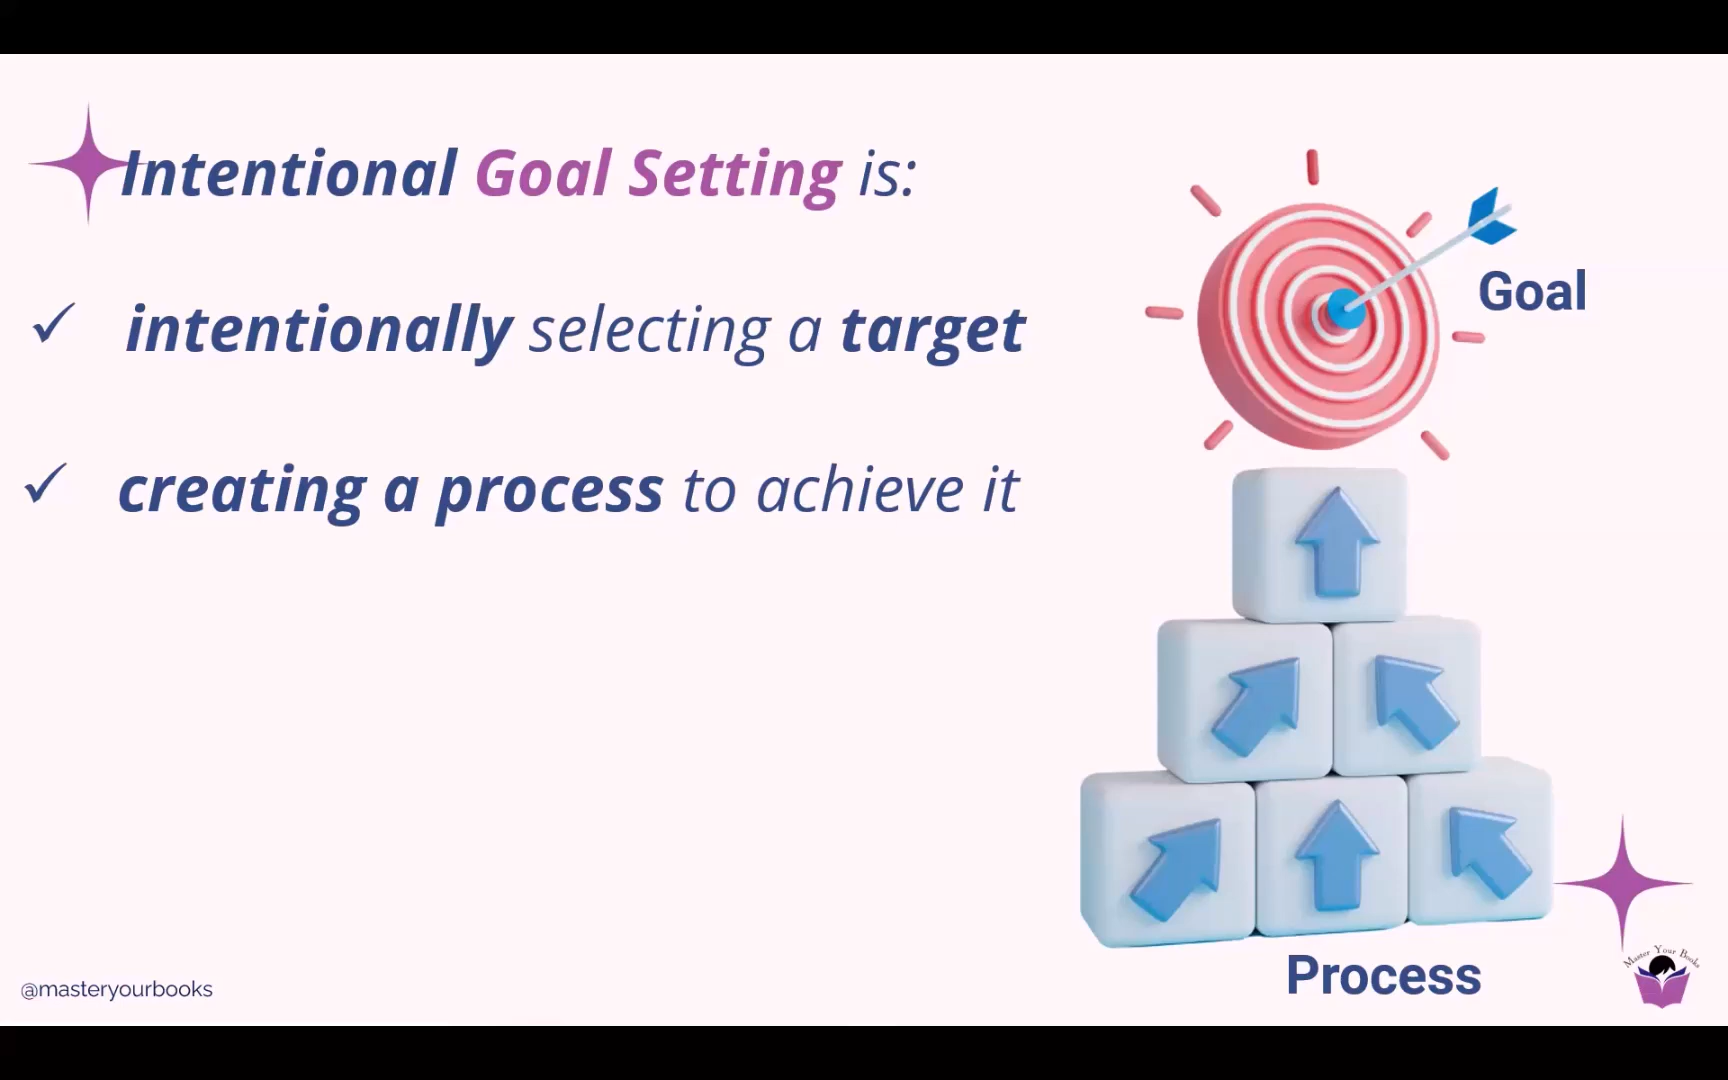 Intentional Goal Setting is:
✓ intentionally selecting a target
✓ creating a process to achieve it
Goal
Process
@masteryourbooks
Master Your Books